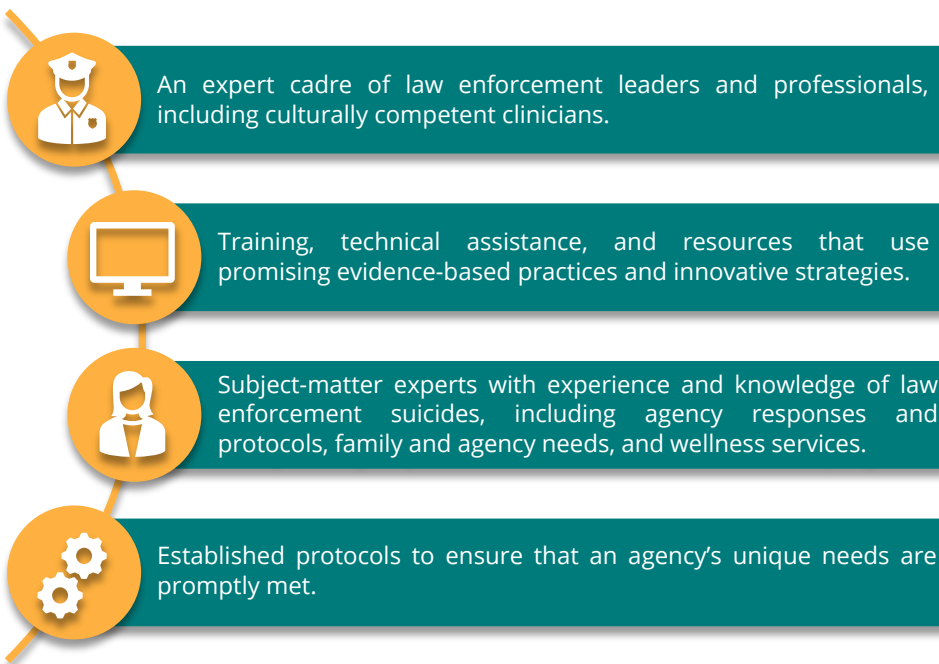 An expert cadre of law enforcement leaders and professionals,
including culturally competent clinicians.
Training, technical assistance, and resources that use
promising evidence-based practices and innovative strategies.
Subject-matter experts with experience and knowledge of law
enforcement suicides, including agency responses and
protocols, family and agency needs, and wellness services.
Established protocols to ensure that an agency’s unique needs are
promptly met.